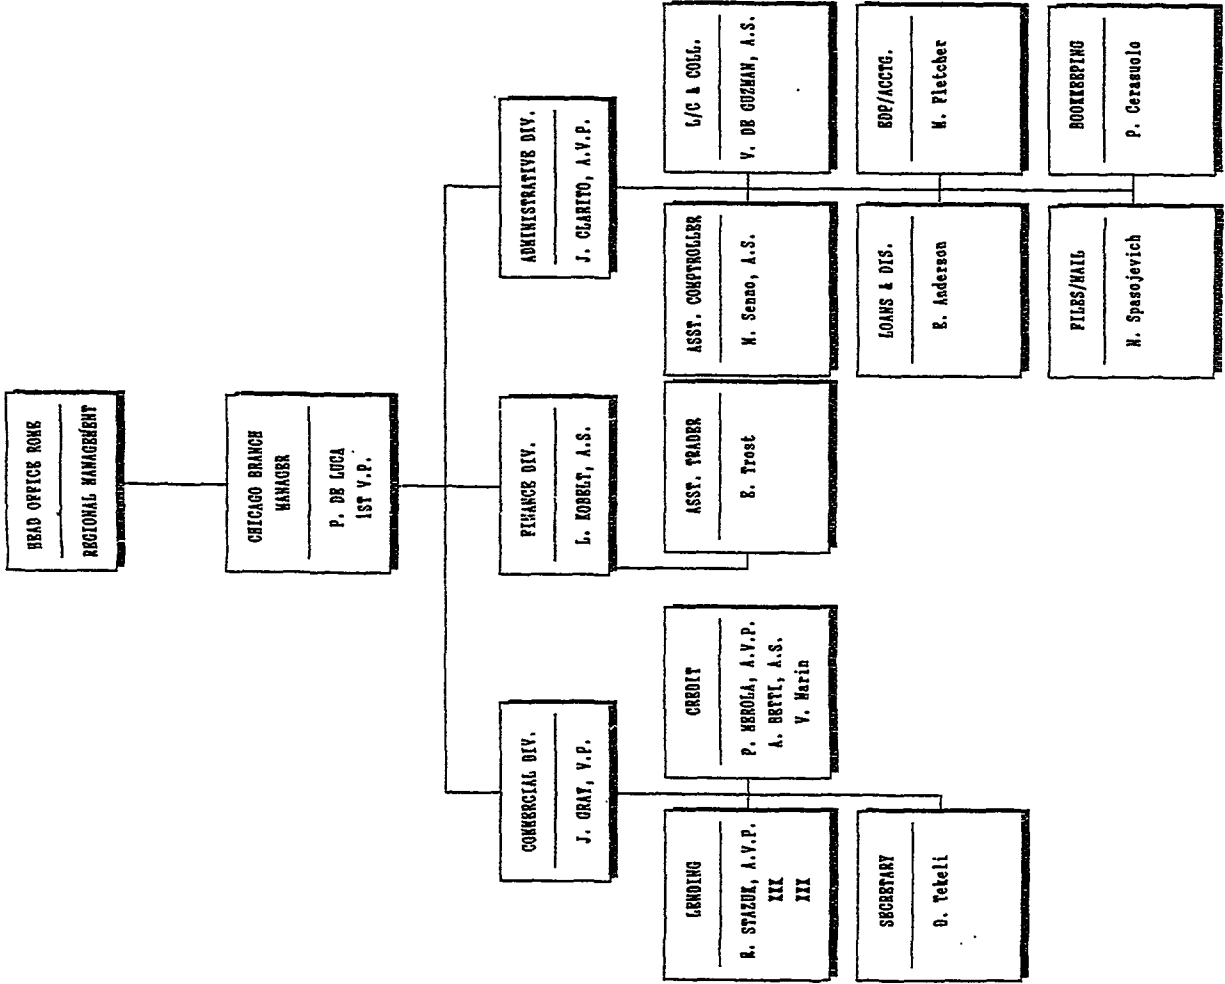 HEAD OFFICE ROME
REGIONAL MANAGEMENT
CHICAGO BRANCH
MANAGER
P. DE LUCA
1ST V.P.
COMMERCIAL DIV.
J. GRAY, V.P.
FINANCE DIV.
L. KOBELT, A.S.
ADMINISTRATIVE DIV.
J. CLARITO, A.V.P.
LENDING
R. STAZUK, A.V.P.
XXX
XXX
CREDIT
P. MEROLA, A.V.P.
A. BETTI, A.S.
V. Marin
ASST. TRADER
E. Trost
ASST. COMPTROLLER
M. Senno, A.S.
L/C & COLL.
V. DE GUZMAN, A.S.
SECRETARY
D. Tekeli
LOANS & DIS.
E. Anderson
EDP/ACCTG.
M. Fletcher
FILES/MAIL
M. Spasojevich
BOOKKEEPING
P. Cerasuolo